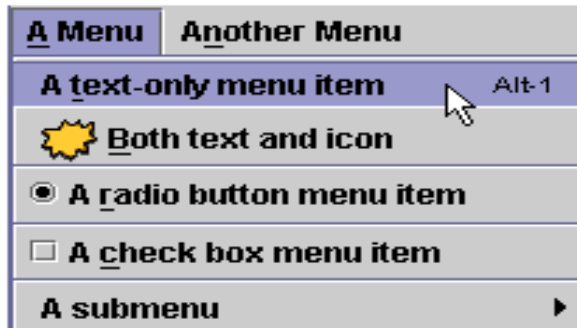 A Menu Another Menu
A text-only menu item Alt-1
Both text and icon
A radio button menu item
A check box menu item
A submenu